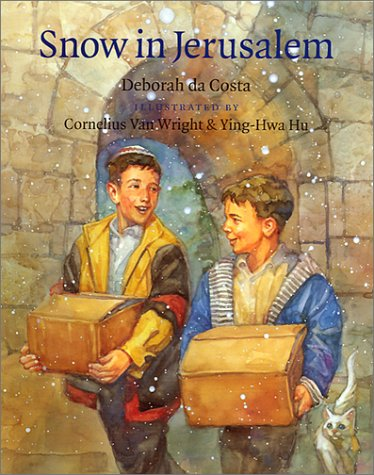 Snow in Jerusalem
Deborah da Costa
ILLUSTRATED BY
Cornelius Van Wright & Ying-Hwa Hu